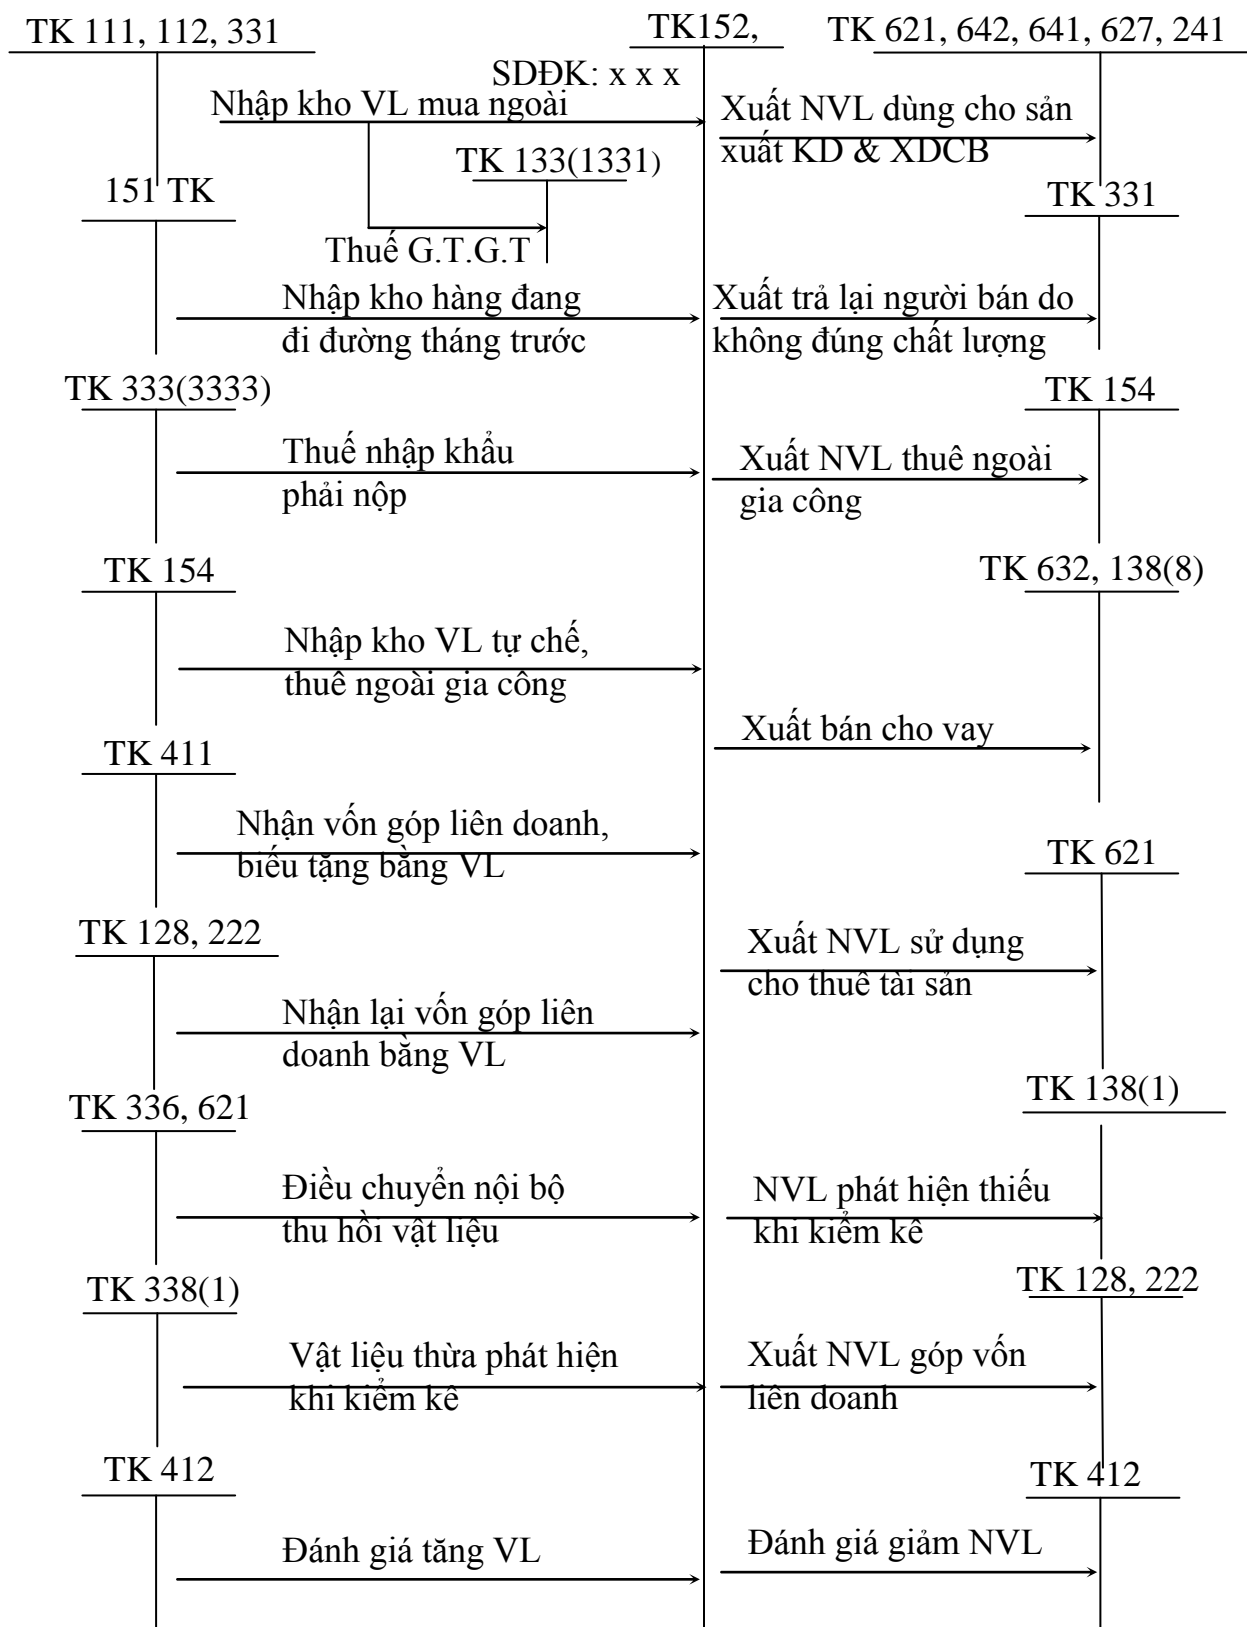 TK 111, 112, 331
TK152,
TK 621, 642, 641, 627, 241
SDĐK: x x x
Nhập kho VL mua ngoài
Xuất NVL dùng cho sản
xuất KD & XDCB
TK 133(1331)
151 TK
TK 331
Thuế G.T.G.T
Nhập kho hàng đang
đi đường tháng trước
Xuất trả lại người bán do
không đúng chất lượng
TK 333(3333)
TK 154
Thuế nhập khẩu
phải nộp
Xuất NVL thuê ngoài
gia công
TK 154
TK 632, 138(8)
Nhập kho VL tự chế,
thuê ngoài gia công
Xuất bán cho vay
TK 411
Nhận vốn góp liên doanh,
biếu tặng bằng VL
TK 621
TK 128, 222
Xuất NVL sử dụng
cho thuê tài sản
Nhận lại vốn góp liên
doanh bằng VL
TK 336, 621
TK 138(1)
Điều chuyển nội bộ
thu hồi vật liệu
NVL phát hiện thiếu
khi kiểm kê
TK 338(1)
TK 128, 222
Vật liệu thừa phát hiện
khi kiểm kê
Xuất NVL góp vốn
liên doanh
TK 412
TK 412
Đánh giá tăng VL
Đánh giá giảm NVL